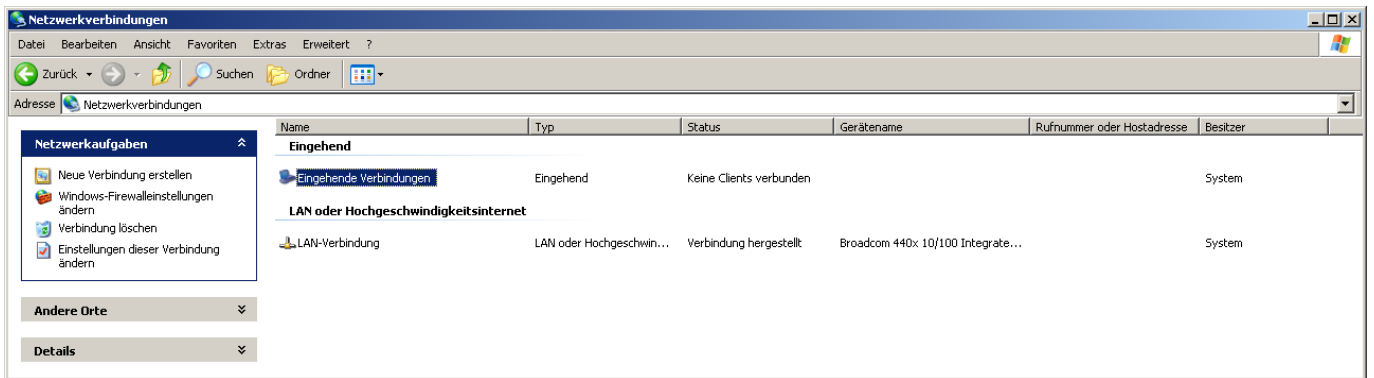 Netzwerkverbindungen
Datei Bearbeiten Ansicht Favoriten Extras Erweitert ?
Zurück Suchen Ordner
Adresse Netzwerkverbindungen
Netzwerkaufgaben
Neue Verbindung erstellen
Windows-Firewalleinstellungen
ändern
Verbindung löschen
Einstellungen dieser Verbindung
ändern
Andere Orte
Details
Name Typ Status Gerätename Rufnummer oder Hostadresse Besitzer
Eingehend
Eingehende Verbindungen Eingehend Keine Clients verbunden System
LAN oder Hochgeschwindigkeitsinternet
LAN-Verbindung LAN oder Hochgeschwin... Verbindung hergestellt Broadcom 440x 10/100 Integrate... System